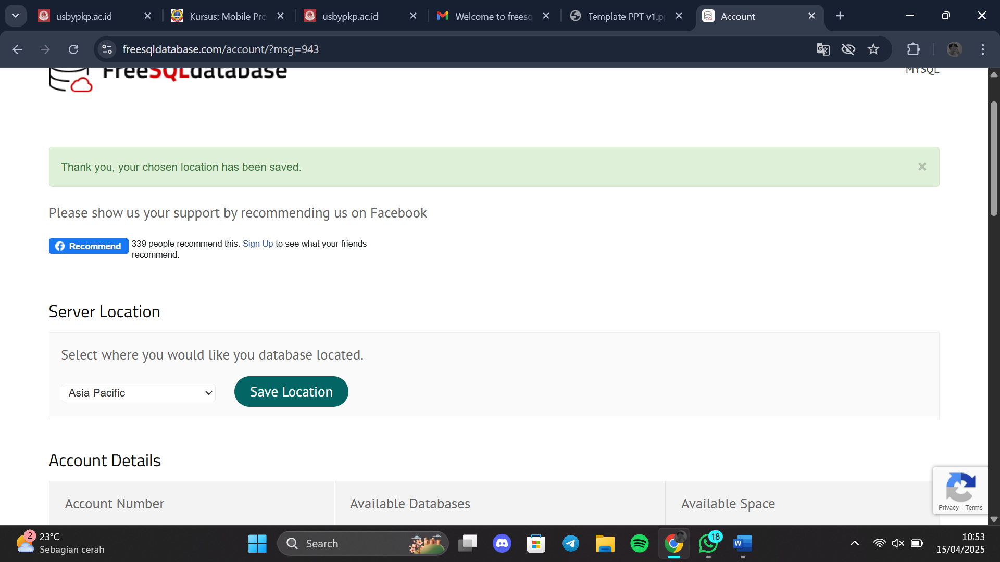 usbypkp.ac.id
Kursus: Mobile Pro
usbypkp.ac.id
Welcome to freesq
Template PPT v1.p
Account
freesqldatabase.com/account/?msg=943
FreeSQLdatabase
MYSQL
Thank you, your chosen location has been saved.
Please show us your support by recommending us on Facebook
Recommend
339 people recommend this. Sign Up to see what your friends
recommend.
Server Location
Select where you would like you database located.
Asia Pacific
Save Location
Account Details
Account Number
Available Databases
Available Space
Privacy - Terms
2
23°C
Sebagian cerah
Search
18
W
10:53
15/04/2025